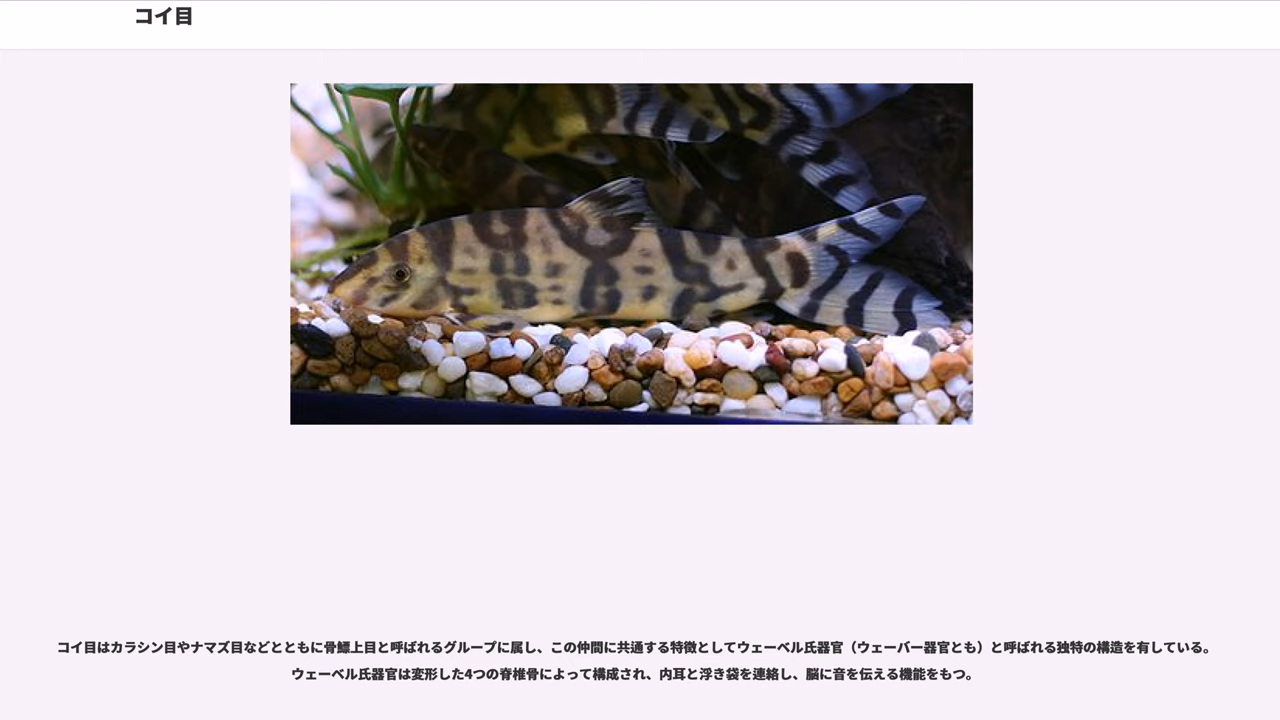 コイ目
コイ目はカラシン目やナマズ目などとともに骨鰾上目と呼ばれるグループに属し、この仲間に共通する特徴としてウェーベル氏器官（ウェーバー器官とも）と呼ばれる独特の構造を有している。
ウェーベル氏器官は変形した4つの脊椎骨によって構成され、内耳と浮き袋を連絡し、脳に音を伝える機能をもつ。